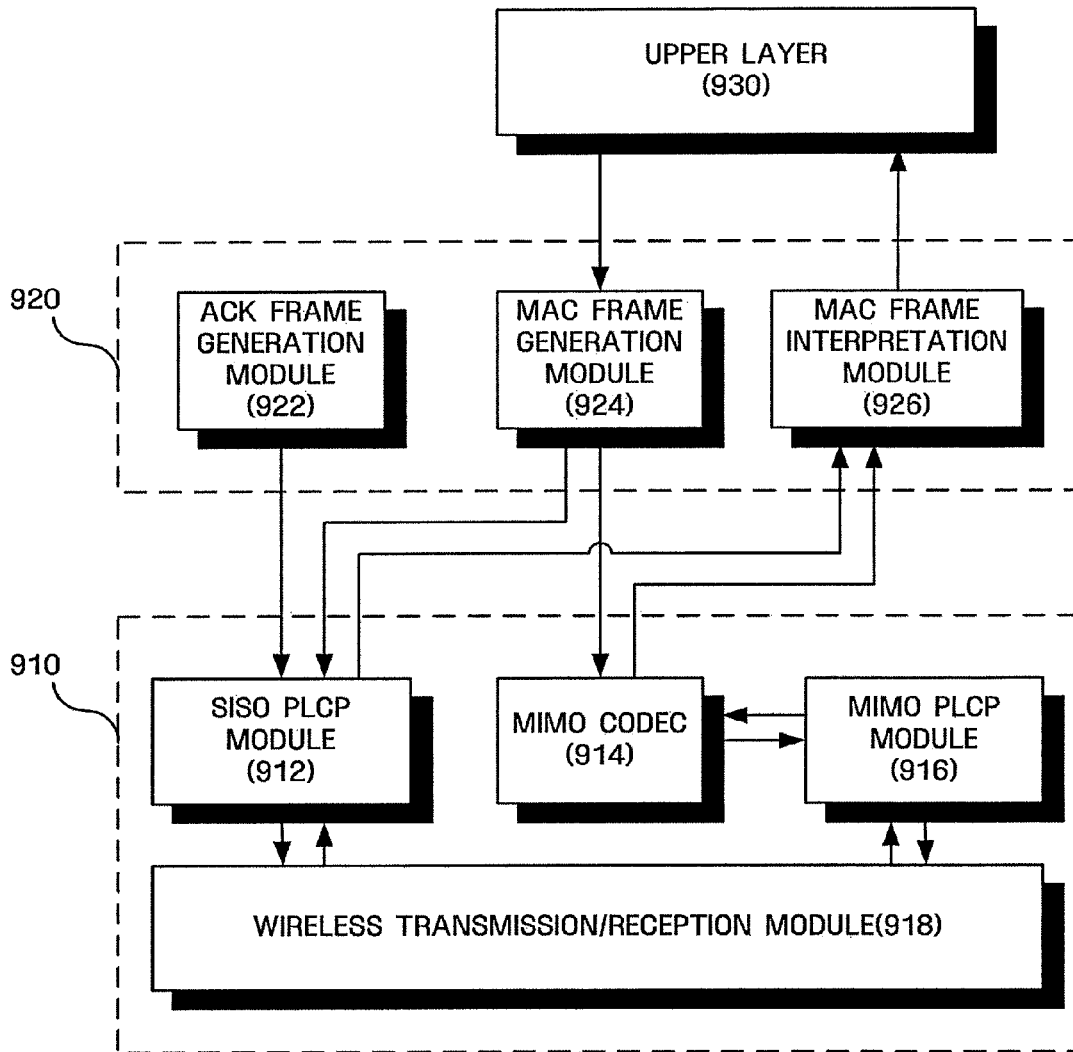 UPPER LAYER
(930)
920
ACK FRAME
GENERATION
MODULE
(922)
MAC FRAME
GENERATION
MODULE
(924)
MAC FRAME
INTERPRETATION
MODULE
(926)
910
SISO PLCP
MODULE
(912)
MIMO CODEC
(914)
MIMO PLCP
MODULE
(916)
WIRELESS TRANSMISSION/RECEPTION MODULE(918)